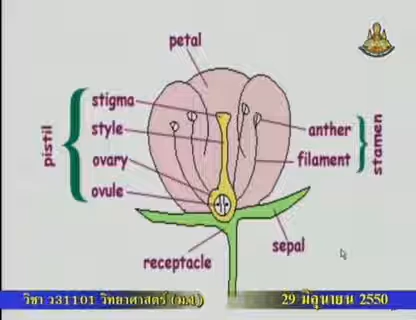 petal
stigma
style
ovary
ovule
pistil
anther
filament
stamen
sepal
receptacle
วิชา ว31101 วิทยาศาสตร์ (ม.1)
29 มิถุนายน 2550